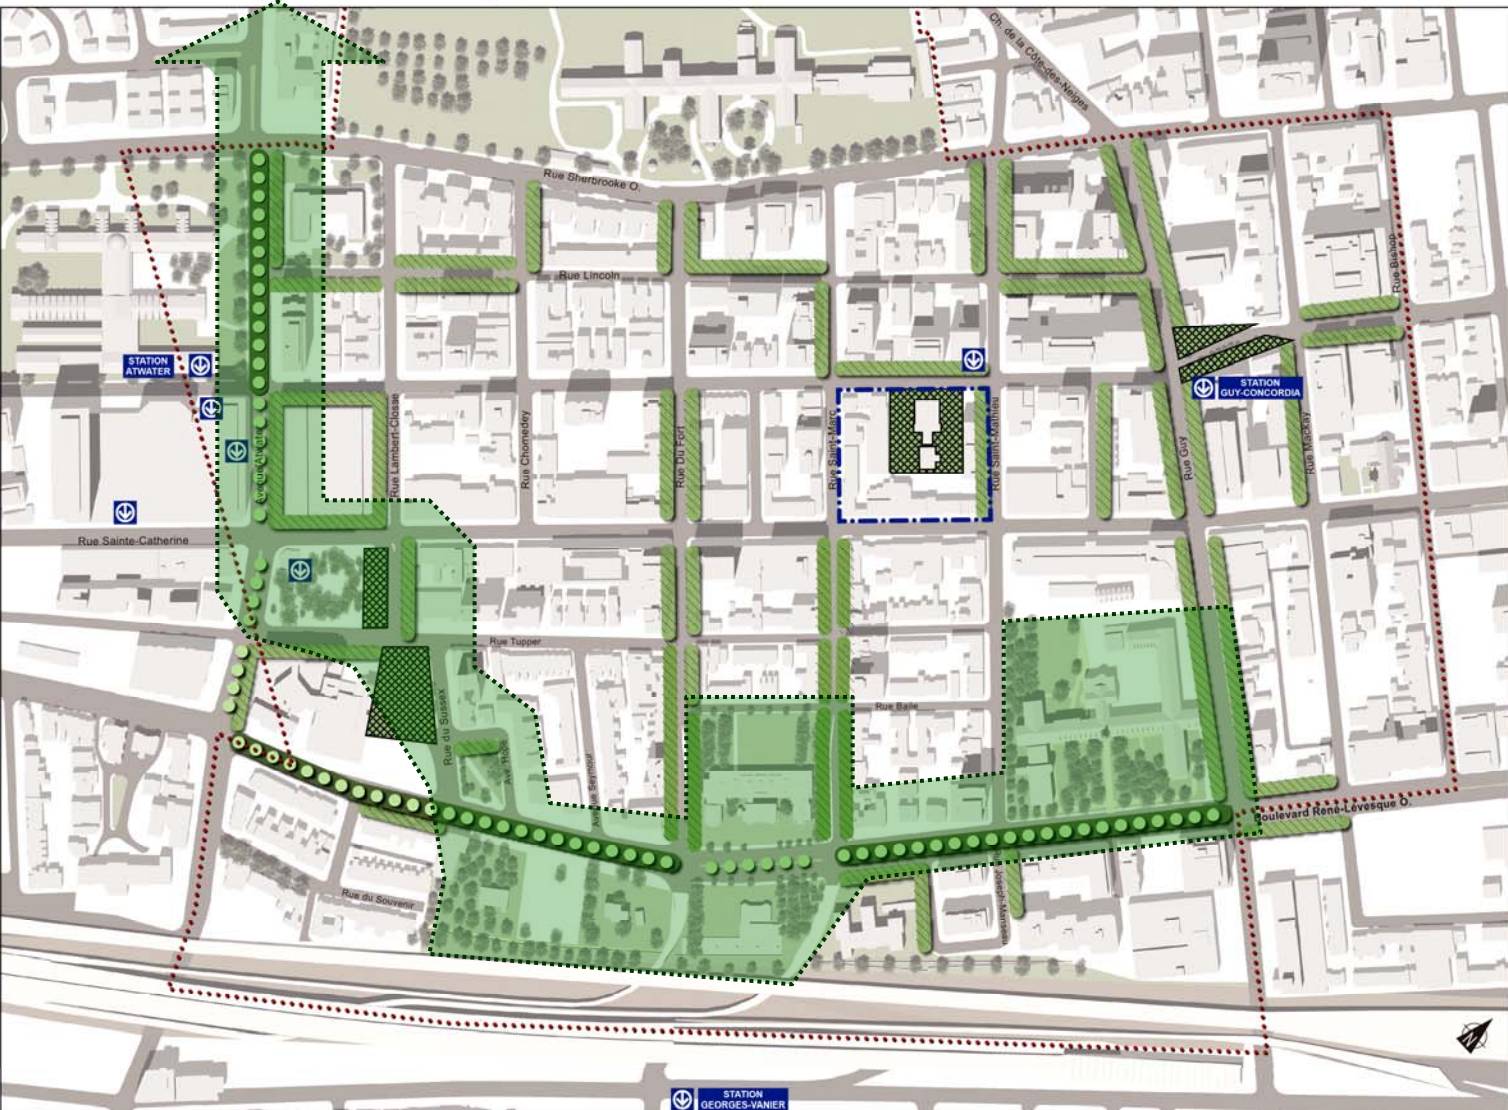 Ch. de la Côte-des-Neiges
Rue Sherbrooke O.
Rue Lincoln
Rue Bishop
STATION
ATWATER
STATION
GUY-CONCORDIA
Avenue Atwater
Rue Lambert-Closse
Rue Chomedey
Rue Du Fort
Rue Saint-Marc
Rue Saint-Mathieu
Rue Guy
Rue Mackay
Rue Sainte-Catherine
Rue Tupper
Rue du Sussex
Ave. Hope
Avenue Seymour
Rue Baile
Boulevard René-Lévesque O.
Rue Joseph-Manseau
Rue du Souvenir
N
STATION
GEORGES-VANIER